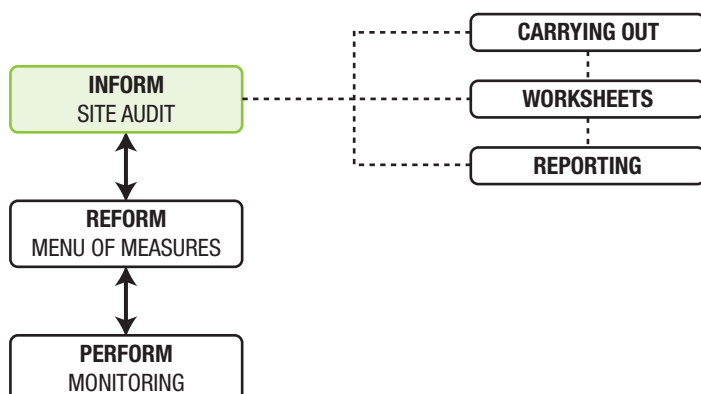 INFORM
SITE AUDIT
REFORM
MENU OF MEASURES
PERFORM
MONITORING
CARRYING OUT
WORKSHEETS
REPORTING